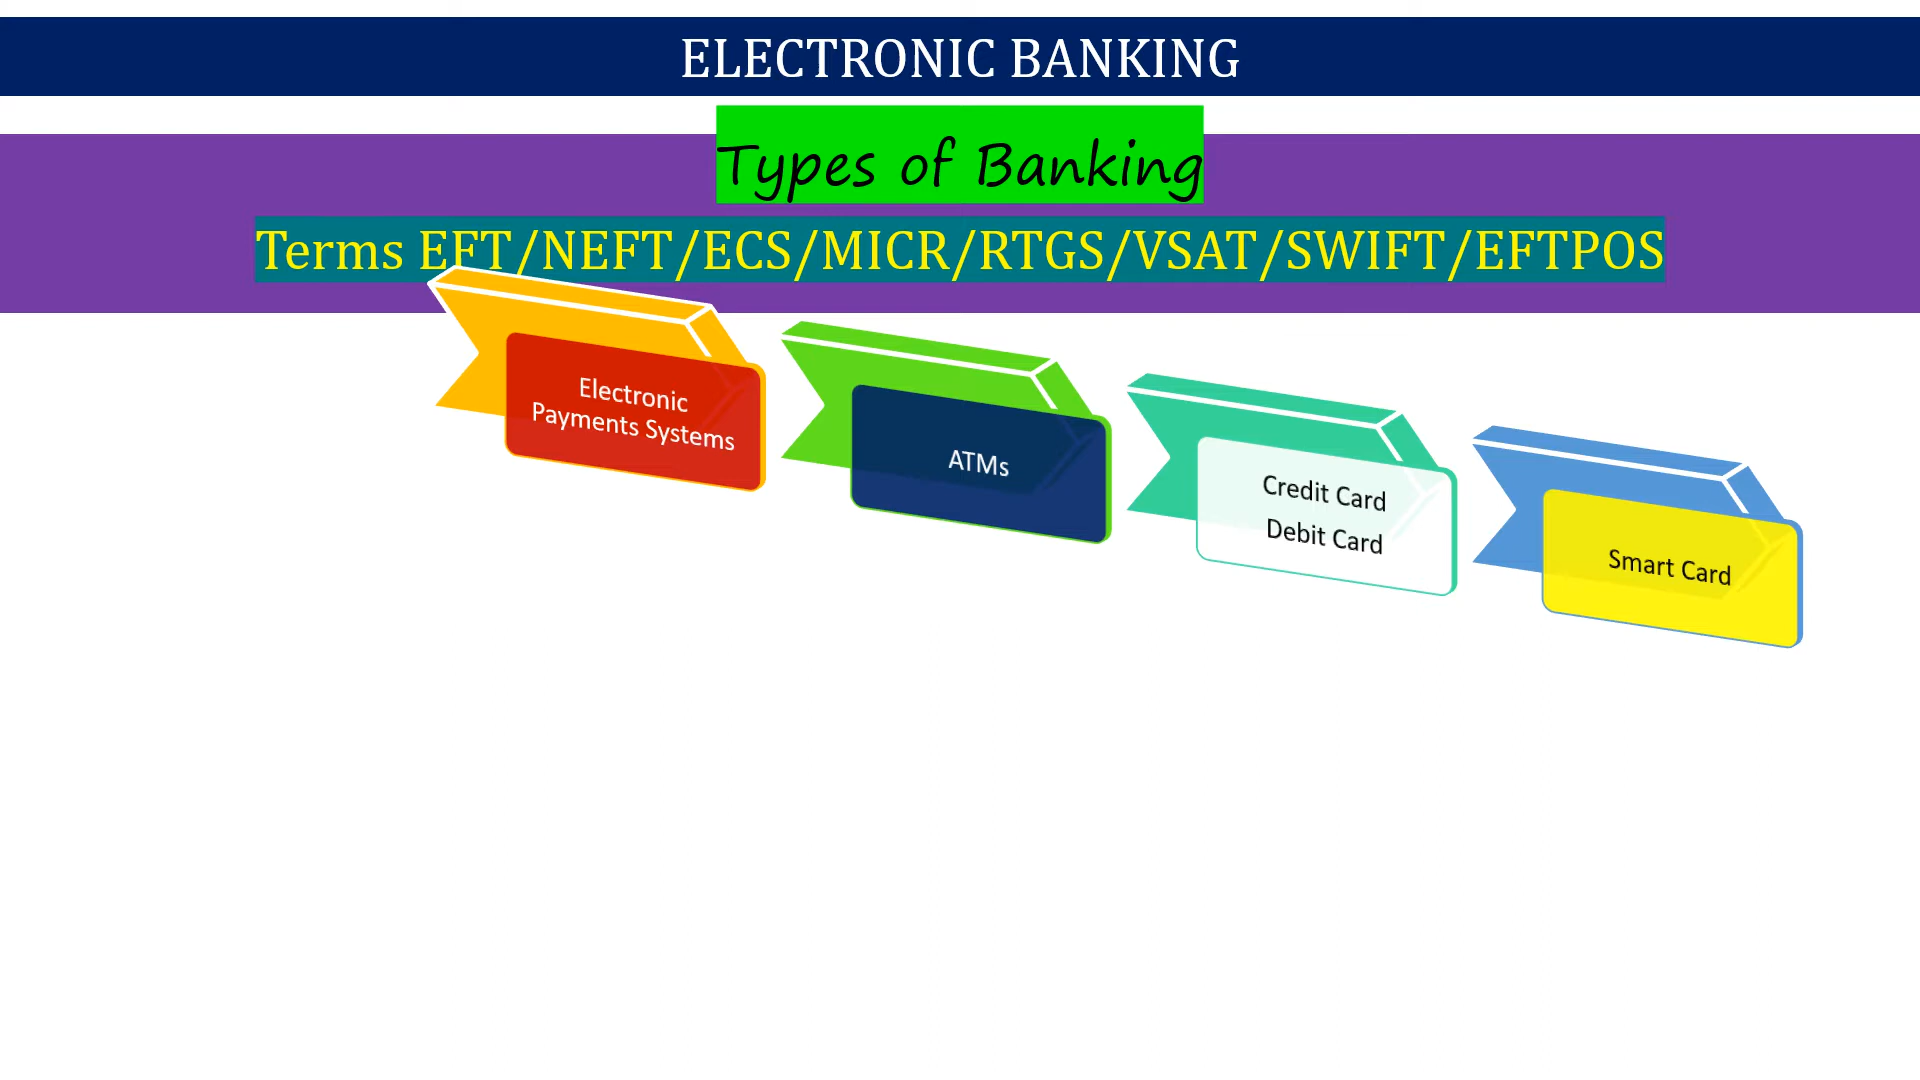 ELECTRONIC BANKING
Types of Banking
Terms EFT/NEFT/ECS/MICR/RTGS/VSAT/SWIFT/EFTPOS
Electronic
Payments Systems
ATMs
Credit Card
Debit Card
Smart Card